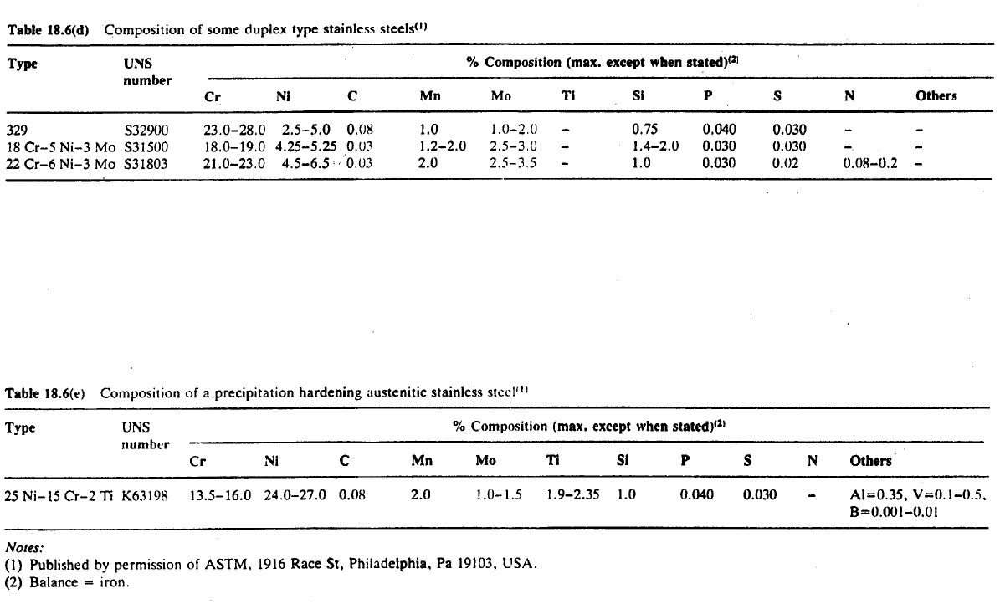 Table 18.6(d) Composition of some duplex type stainless steels(1)
Type UNS number % Composition (max. except when stated)(2)
Cr Ni C Mn Mo Ti Si P S N Others
329 S32900 23.0–28.0 2.5–5.0 0.08 1.0 1.0–2.0 – 0.75 0.040 0.030 – –
18 Cr–5 Ni–3 Mo S31500 18.0–19.0 4.25–5.25 0.03 1.2–2.0 2.5–3.0 – 1.4–2.0 0.030 0.030 – –
22 Cr–6 Ni–3 Mo S31803 21.0–23.0 4.5–6.5 0.03 2.0 2.5–3.5 – 1.0 0.030 0.02 0.08–0.2 –
Table 18.6(e) Composition of a precipitation hardening austenitic stainless steel(1)
Type UNS number % Composition (max. except when stated)(2)
Cr Ni C Mn Mo Ti Si P S N Others
25 Ni–15 Cr–2 Ti K63198 13.5–16.0 24.0–27.0 0.08 2.0 1.0–1.5 1.9–2.35 1.0 0.040 0.030 – Al=0.35, V=0.1–0.5,
B=0.001–0.01
Notes:
(1) Published by permission of ASTM, 1916 Race St, Philadelphia, Pa 19103, USA.
(2) Balance = iron.